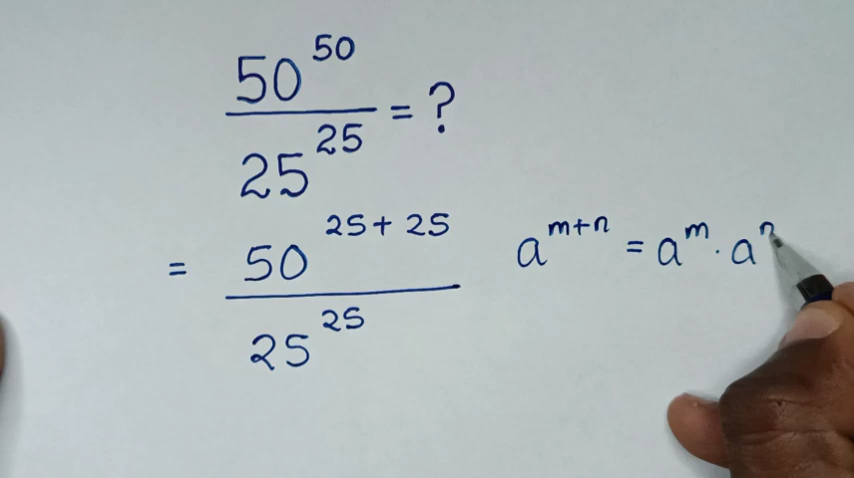 50^50 / 25^25 = ?
= 50^(25+25) / 25^25
a^(m+n) = a^m · a^n